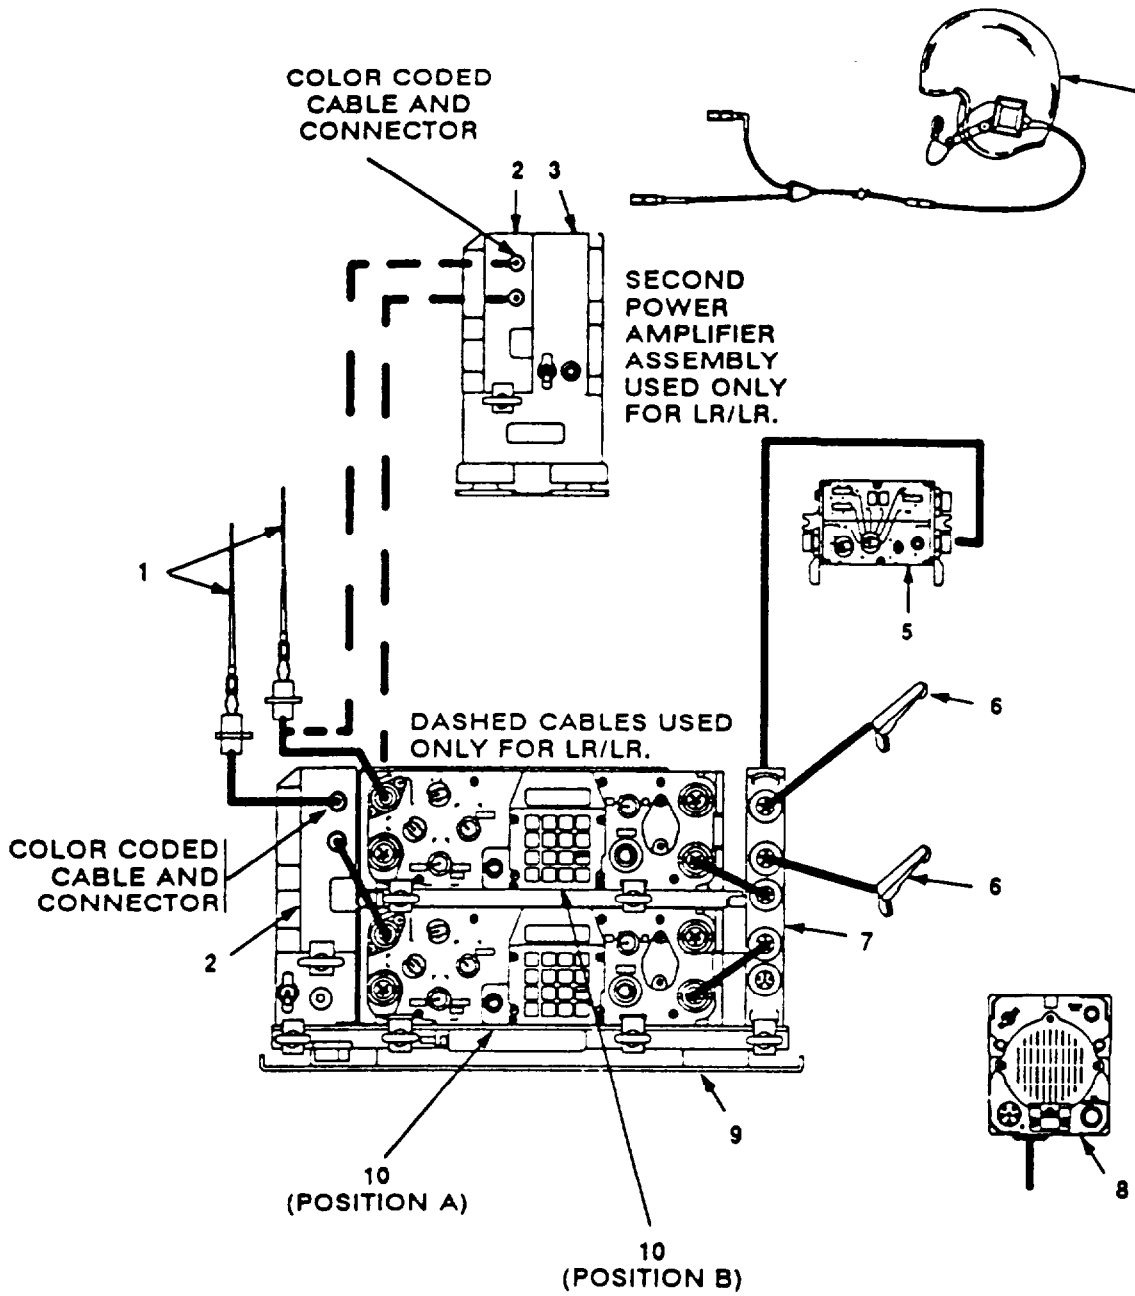 COLOR CODED
CABLE AND
CONNECTOR
2 3
SECOND
POWER
AMPLIFIER
ASSEMBLY
USED ONLY
FOR LR/LR.
1
5
6
DASHED CABLES USED
ONLY FOR LR/LR.
COLOR CODED
CABLE AND
CONNECTOR
6
2
7
9
8
10
(POSITION A)
10
(POSITION B)